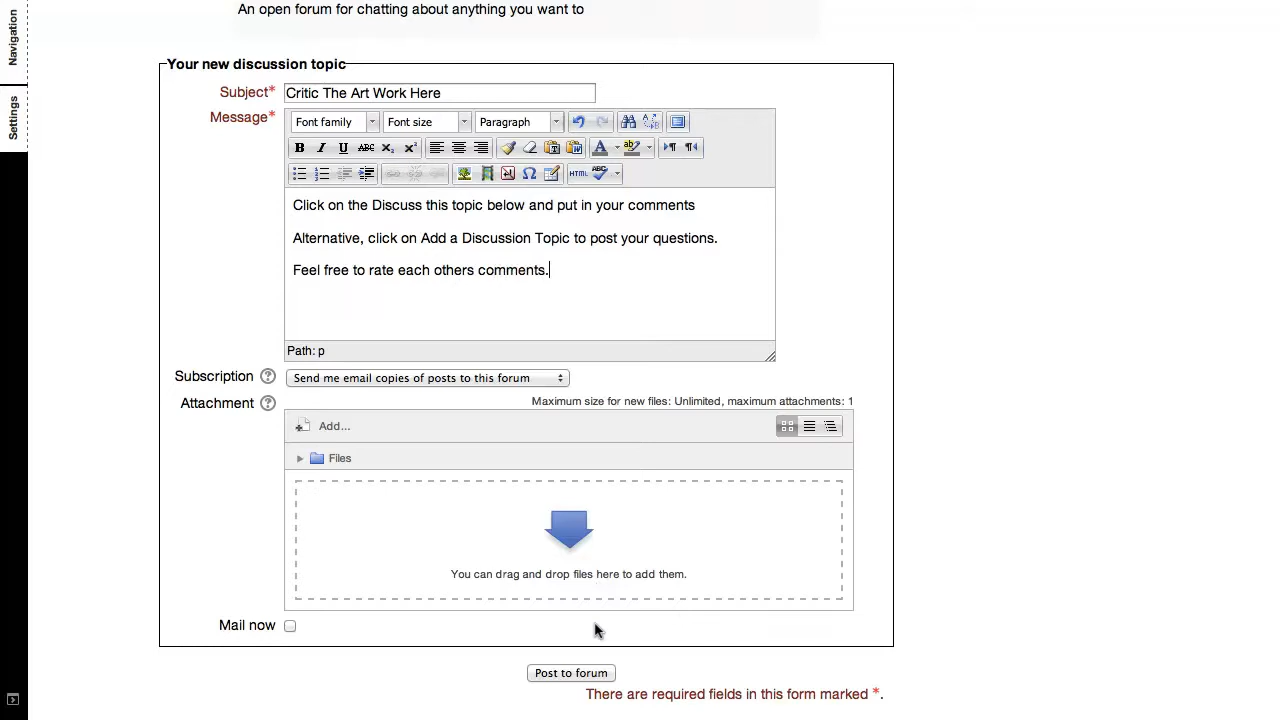 Navigation
Settings
An open forum for chatting about anything you want to
Your new discussion topic
Subject* Critic The Art Work Here
Message*
Font family Font size Paragraph
B I U ABC x₂ x²
HTML ABC
Click on the Discuss this topic below and put in your comments
Alternative, click on Add a Discussion Topic to post your questions.
Feel free to rate each others comments.
Path: p
Subscription ? Send me email copies of posts to this forum
Attachment ? Maximum size for new files: Unlimited, maximum attachments: 1
Add...
Files
You can drag and drop files here to add them.
Mail now
Post to forum
There are required fields in this form marked *.